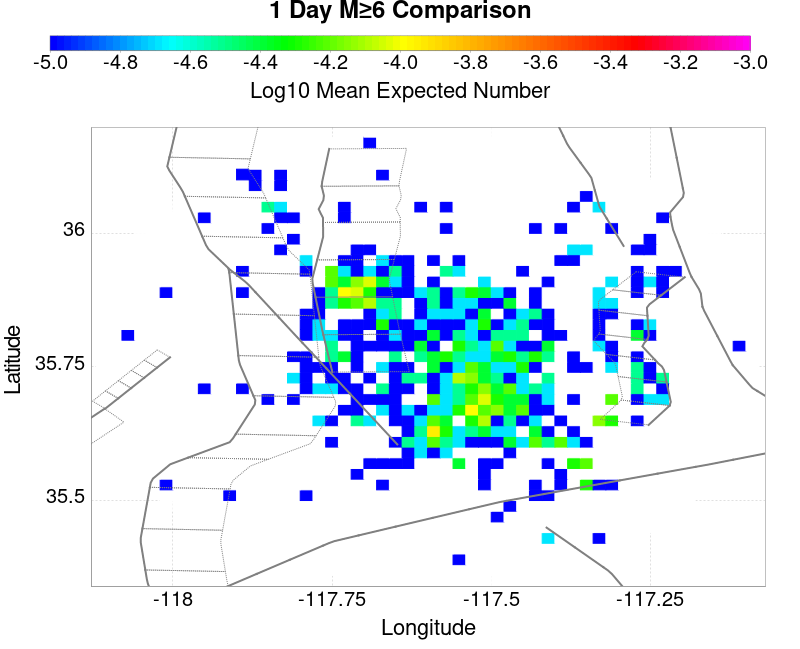 1 Day M≥6 Comparison
-5.0 -4.8 -4.6 -4.4 -4.2 -4.0 -3.8 -3.6 -3.4 -3.2 -3.0
Log10 Mean Expected Number
36
35.75
35.5
Latitude
-118 -117.75 -117.5 -117.25
Longitude